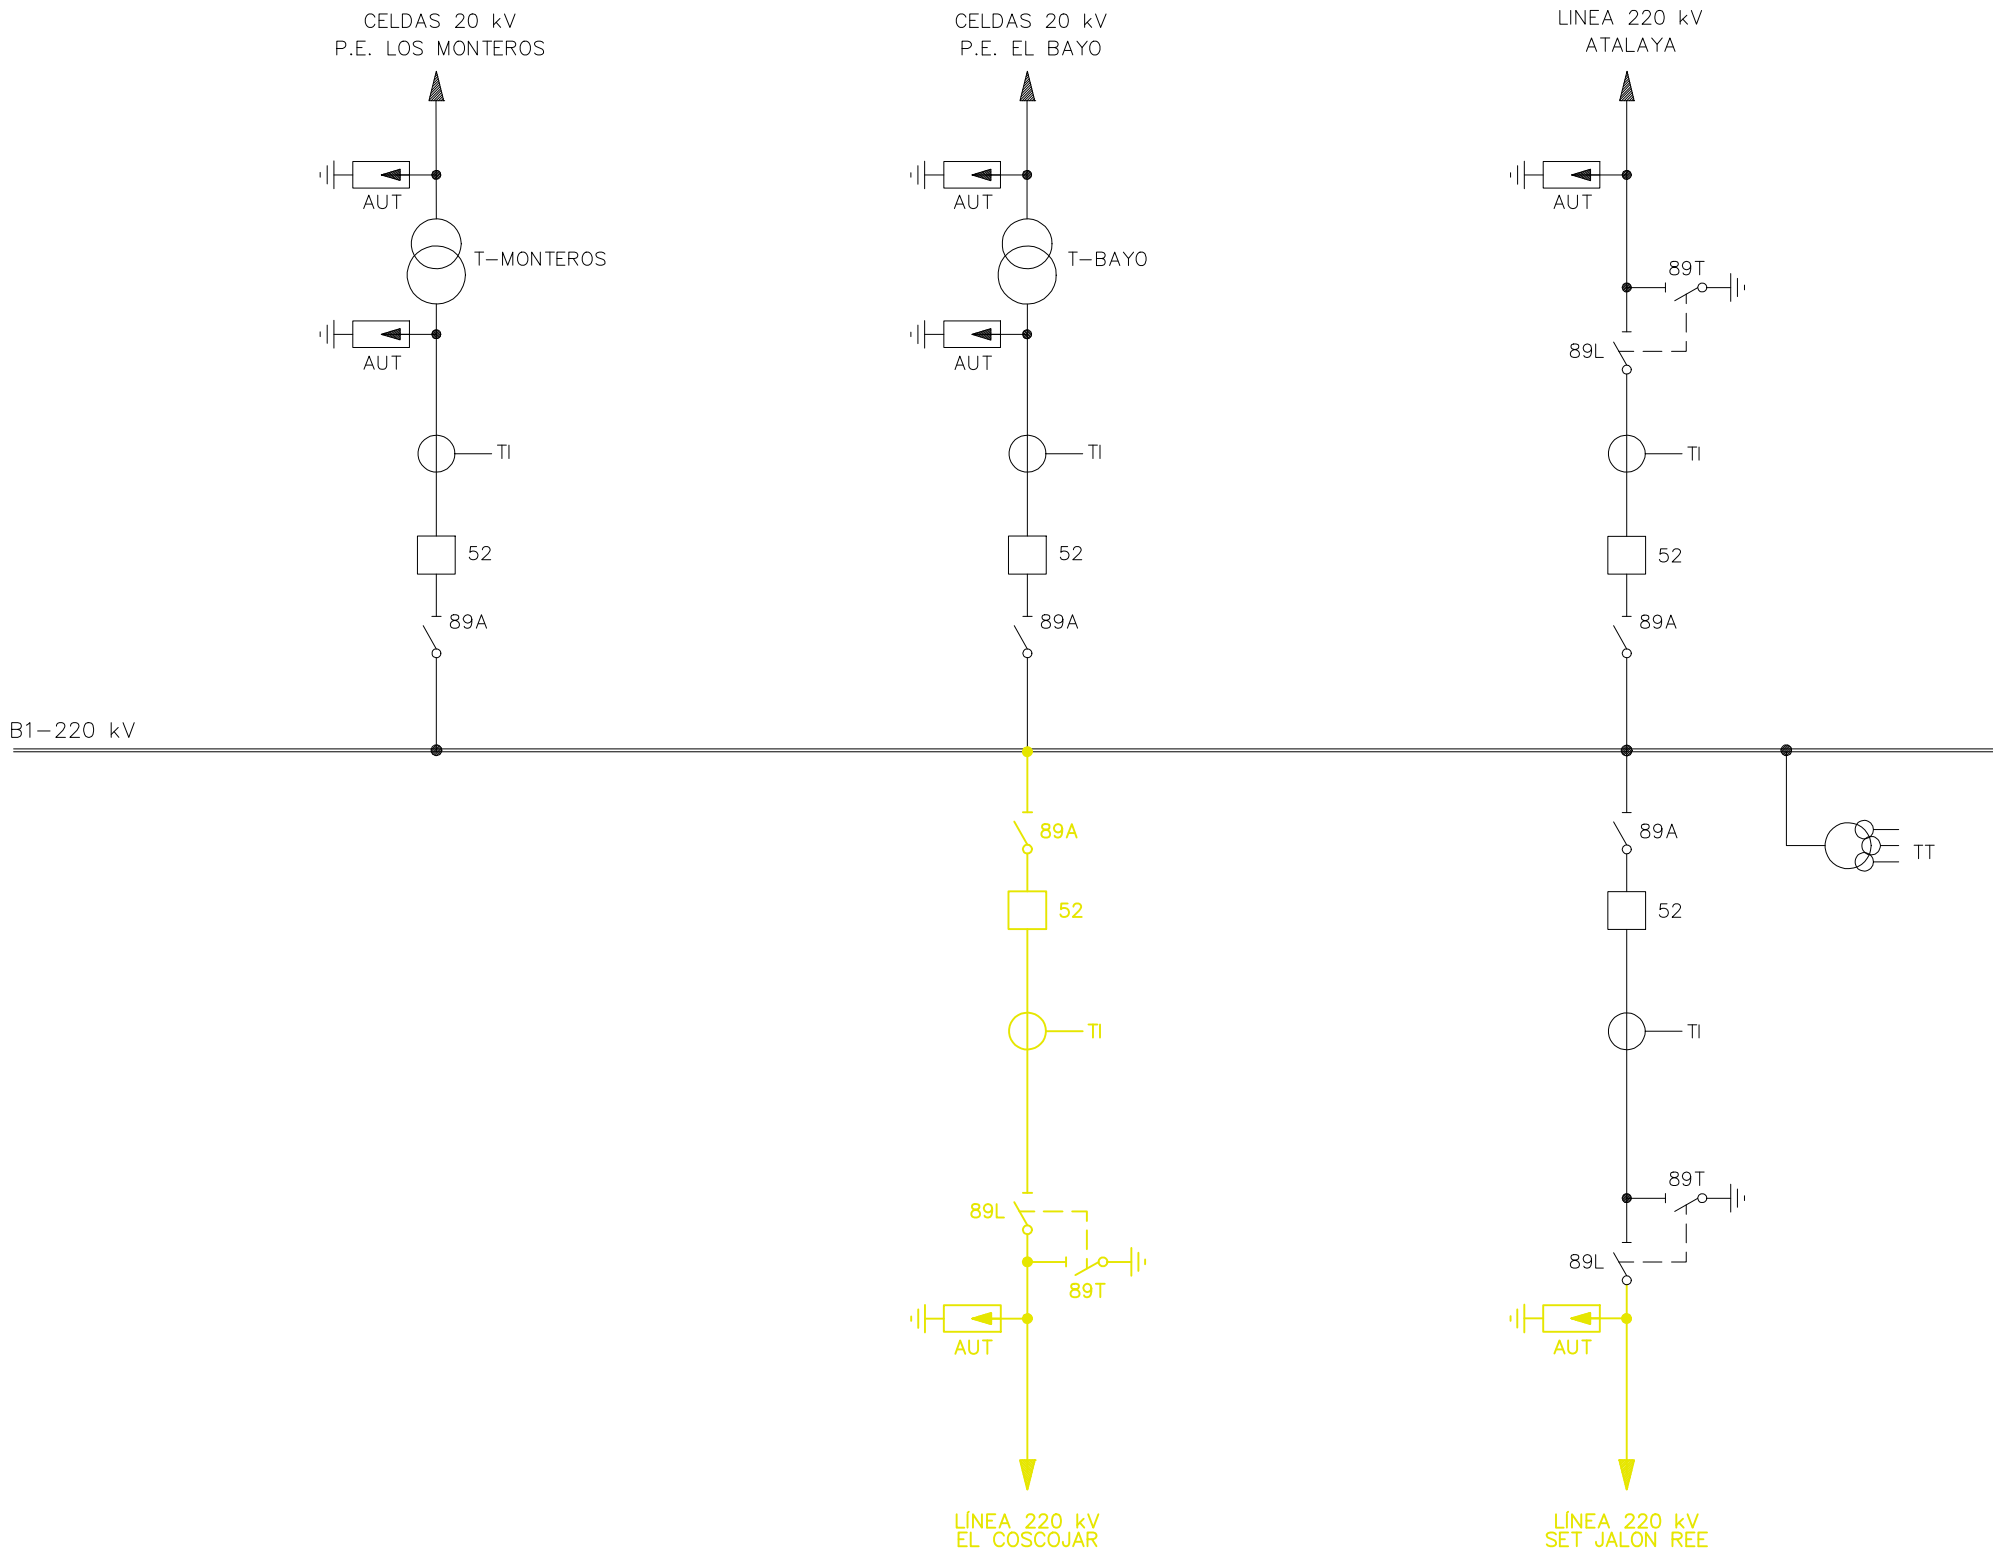 CELDAS 20 kV
P.E. LOS MONTEROS
CELDAS 20 kV
P.E. EL BAYO
LINEA 220 kV
ATALAYA
AUT
AUT
AUT
T-MONTEROS
T-BAYO
89T
AUT
AUT
89L
TI
TI
TI
52
52
52
89A
89A
89A
B1-220 kV
89A
89A
TT
52
52
TI
TI
89T
89L
89L
89T
AUT
AUT
LÍNEA 220 kV
EL COSCOJAR
LÍNEA 220 kV
SET JALON REE